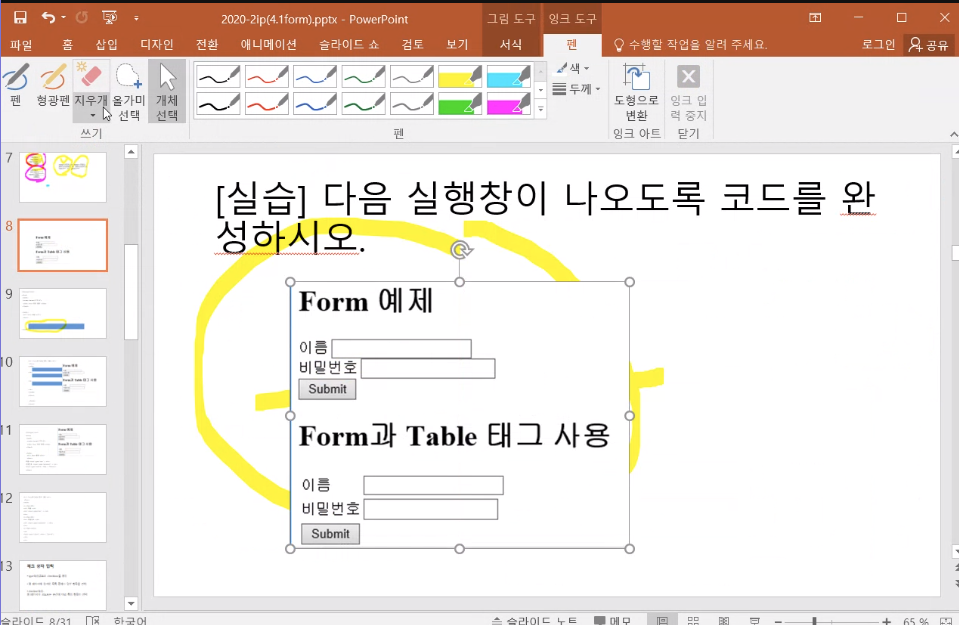 2020-2ip(4.1form).pptx - PowerPoint
그림 도구
잉크 도구
파일
홈
삽입
디자인
전환
애니메이션
슬라이드 쇼
검토
보기
서식
펜
수행할 작업을 알려 주세요.
로그인
공유
펜
형광펜
지우개
올가미 선택
개체 선택
색
두께
도형으로 변환
잉크 입력 중지
쓰기
펜
잉크 아트
닫기
7
8
9
10
11
12
13
[실습] 다음 실행창이 나오도록 코드를 완
성하시오.
Form 예제
이름
비밀번호
Submit
Form과 Table 태그 사용
이름
비밀번호
Submit
슬라이드 8/31
한국어
슬라이드 노트
메모
65 %